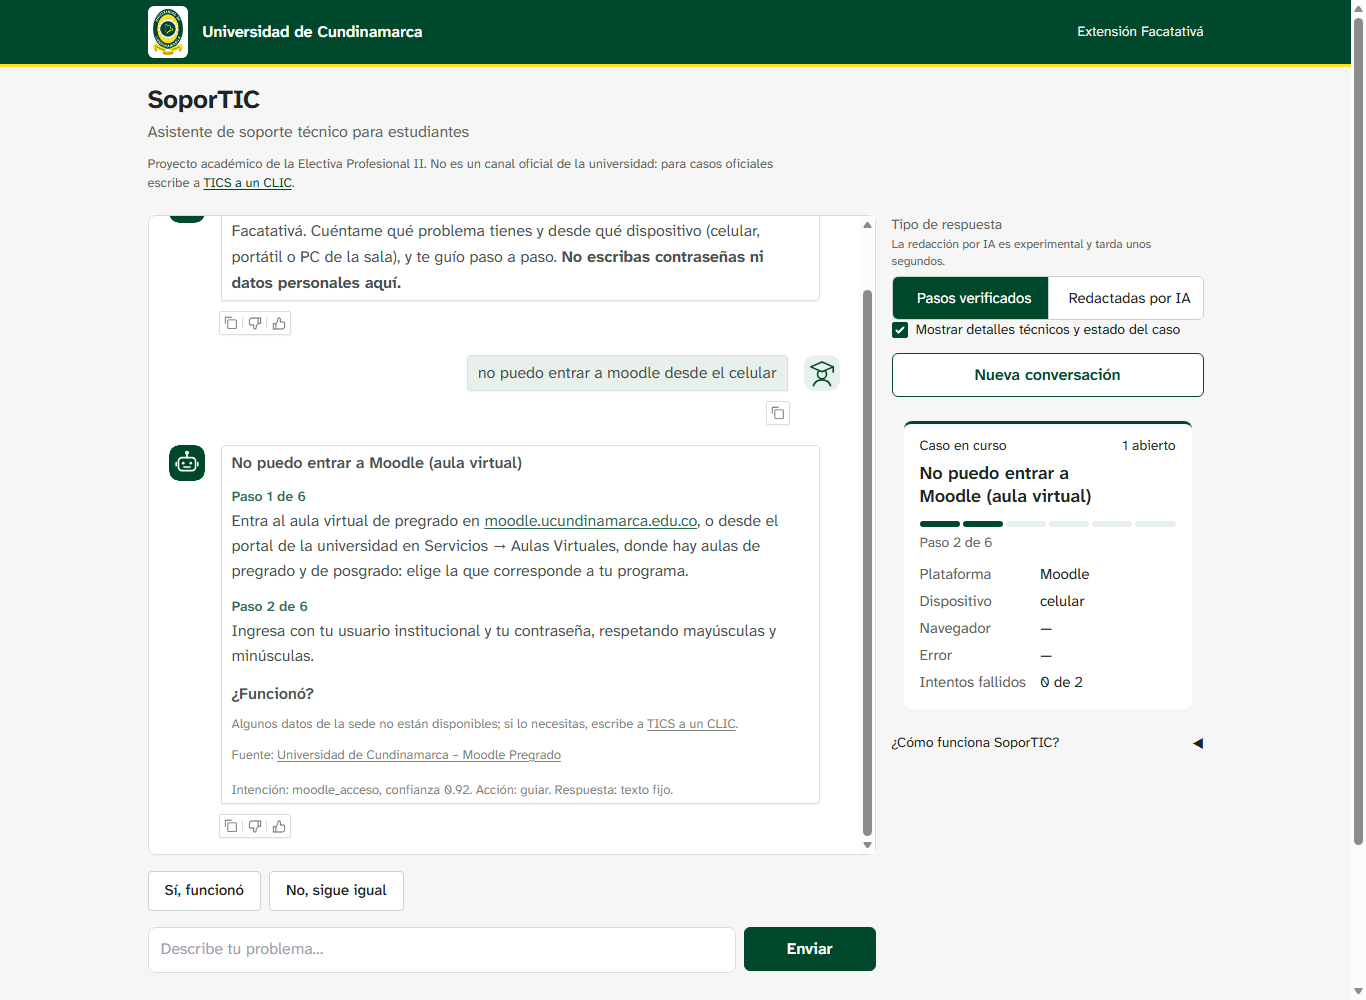 Universidad de Cundinamarca
Extensión Facatativá
SoporTIC
Asistente de soporte técnico para estudiantes
Proyecto académico de la Electiva Profesional II. No es un canal oficial de la universidad: para casos oficiales
escribe a TICS a un CLIC.
Facatativá. Cuéntame qué problema tienes y desde qué dispositivo (celular,
portátil o PC de la sala), y te guío paso a paso. No escribas contraseñas ni
datos personales aquí.
no puedo entrar a moodle desde el celular
No puedo entrar a Moodle (aula virtual)
Paso 1 de 6
Entra al aula virtual de pregrado en moodle.ucundinamarca.edu.co, o desde el
portal de la universidad en Servicios → Aulas Virtuales, donde hay aulas de
pregrado y de posgrado: elige la que corresponde a tu programa.
Paso 2 de 6
Ingresa con tu usuario institucional y tu contraseña, respetando mayúsculas y
minúsculas.
¿Funcionó?
Algunos datos de la sede no están disponibles; si lo necesitas, escribe a TICS a un CLIC.
Fuente: Universidad de Cundinamarca – Moodle Pregrado
Intención: moodle_acceso, confianza 0.92. Acción: guiar. Respuesta: texto fijo.
Sí, funcionó
No, sigue igual
Describe tu problema...
Enviar
Tipo de respuesta
La redacción por IA es experimental y tarda unos
segundos.
Pasos verificados
Redactadas por IA
Mostrar detalles técnicos y estado del caso
Nueva conversación
Caso en curso
1 abierto
No puedo entrar a
Moodle (aula virtual)
Paso 2 de 6
Plataforma Moodle
Dispositivo celular
Navegador —
Error —
Intentos fallidos 0 de 2
¿Cómo funciona SoporTIC?